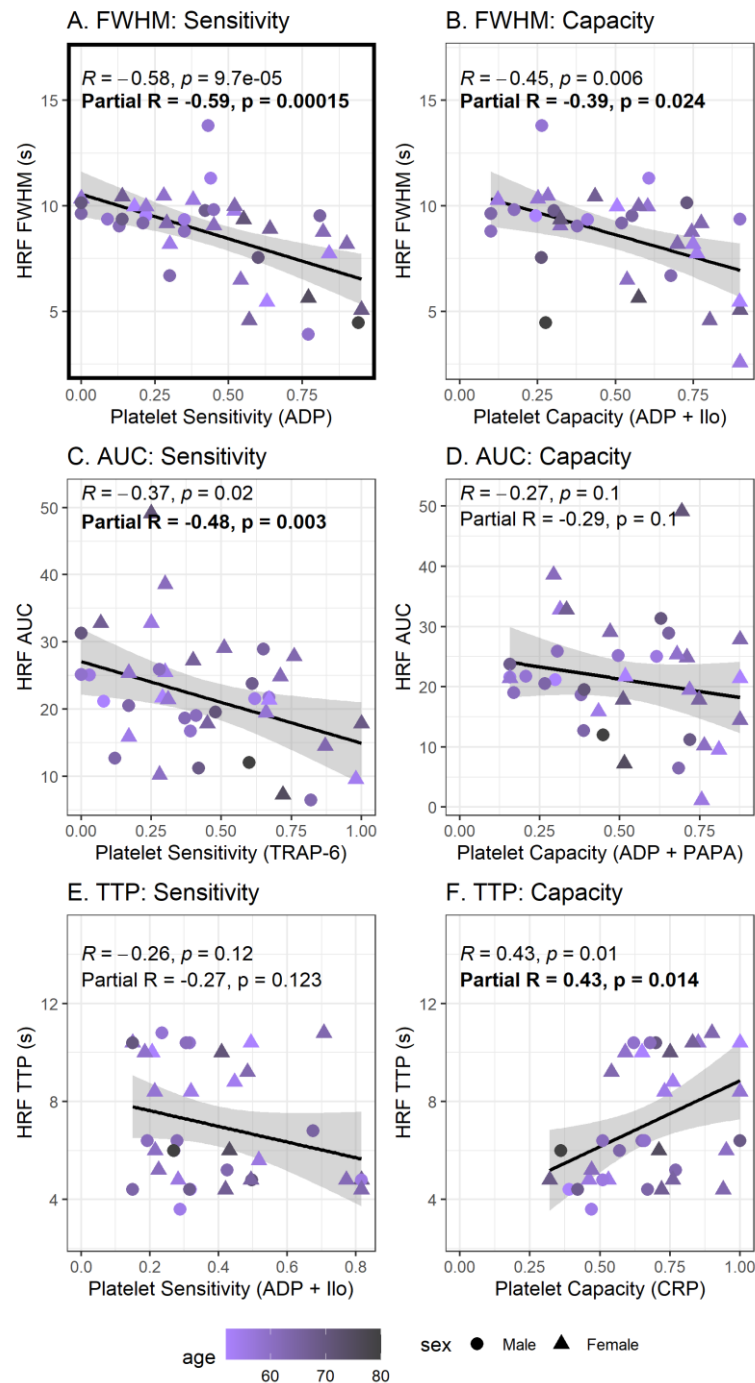 A. FWHM: Sensitivity
R = −0.58, p = 9.7e-05
Partial R = -0.59, p = 0.00015
15
10
5
HRF FWHM (s)
0.00 0.25 0.50 0.75
Platelet Sensitivity (ADP)
B. FWHM: Capacity
R = −0.45, p = 0.006
Partial R = -0.39, p = 0.024
15
10
5
HRF FWHM (s)
0.00 0.25 0.50 0.75
Platelet Capacity (ADP + Ilo)
C. AUC: Sensitivity
R = −0.37, p = 0.02
Partial R = -0.48, p = 0.003
50
40
30
20
10
HRF AUC
0.00 0.25 0.50 0.75 1.00
Platelet Sensitivity (TRAP-6)
D. AUC: Capacity
R = −0.27, p = 0.1
Partial R = -0.29, p = 0.1
50
40
30
20
10
0
HRF AUC
0.00 0.25 0.50 0.75
Platelet Capacity (ADP + PAPA)
E. TTP: Sensitivity
R = −0.26, p = 0.12
Partial R = -0.27, p = 0.123
12
8
4
HRF TTP (s)
0.0 0.2 0.4 0.6 0.8
Platelet Sensitivity (ADP + Ilo)
F. TTP: Capacity
R = 0.43, p = 0.01
Partial R = 0.43, p = 0.014
12
8
4
HRF TTP (s)
0.00 0.25 0.50 0.75 1.00
Platelet Capacity (CRP)
age
60 70 80
sex Male Female